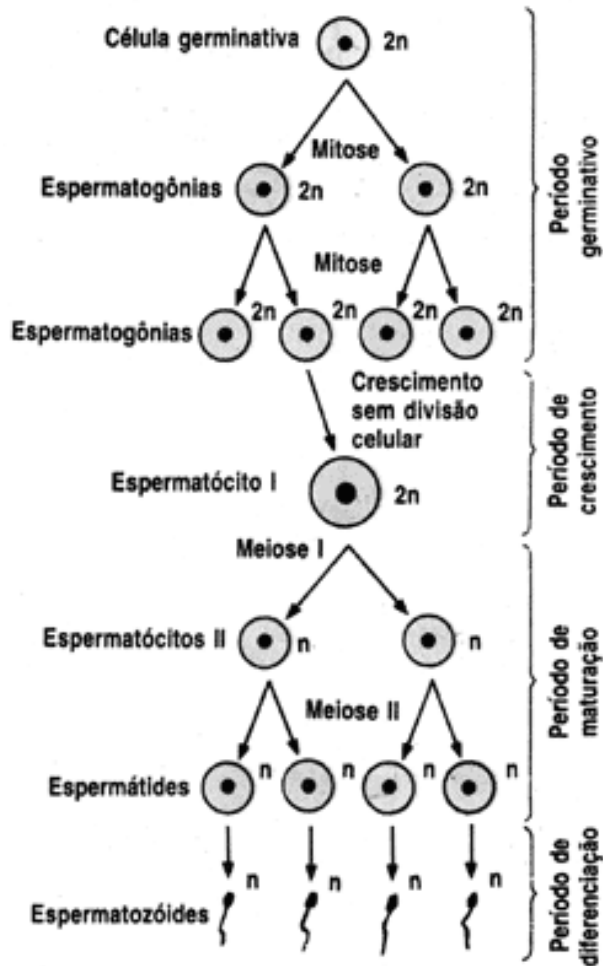 Célula germinativa
2n
Mitose
Espermatogônias
2n
2n
Período
germinativo
Mitose
Espermatogônias
2n
2n
2n
2n
Crescimento
sem divisão
celular
Período de
crescimento
Espermatócito I
2n
Meiose I
Espermatócitos II
n
n
Período de
maturação
Meiose II
Espermátides
n
n
n
n
Espermatozóides
n
n
n
n
Período de
diferenciação